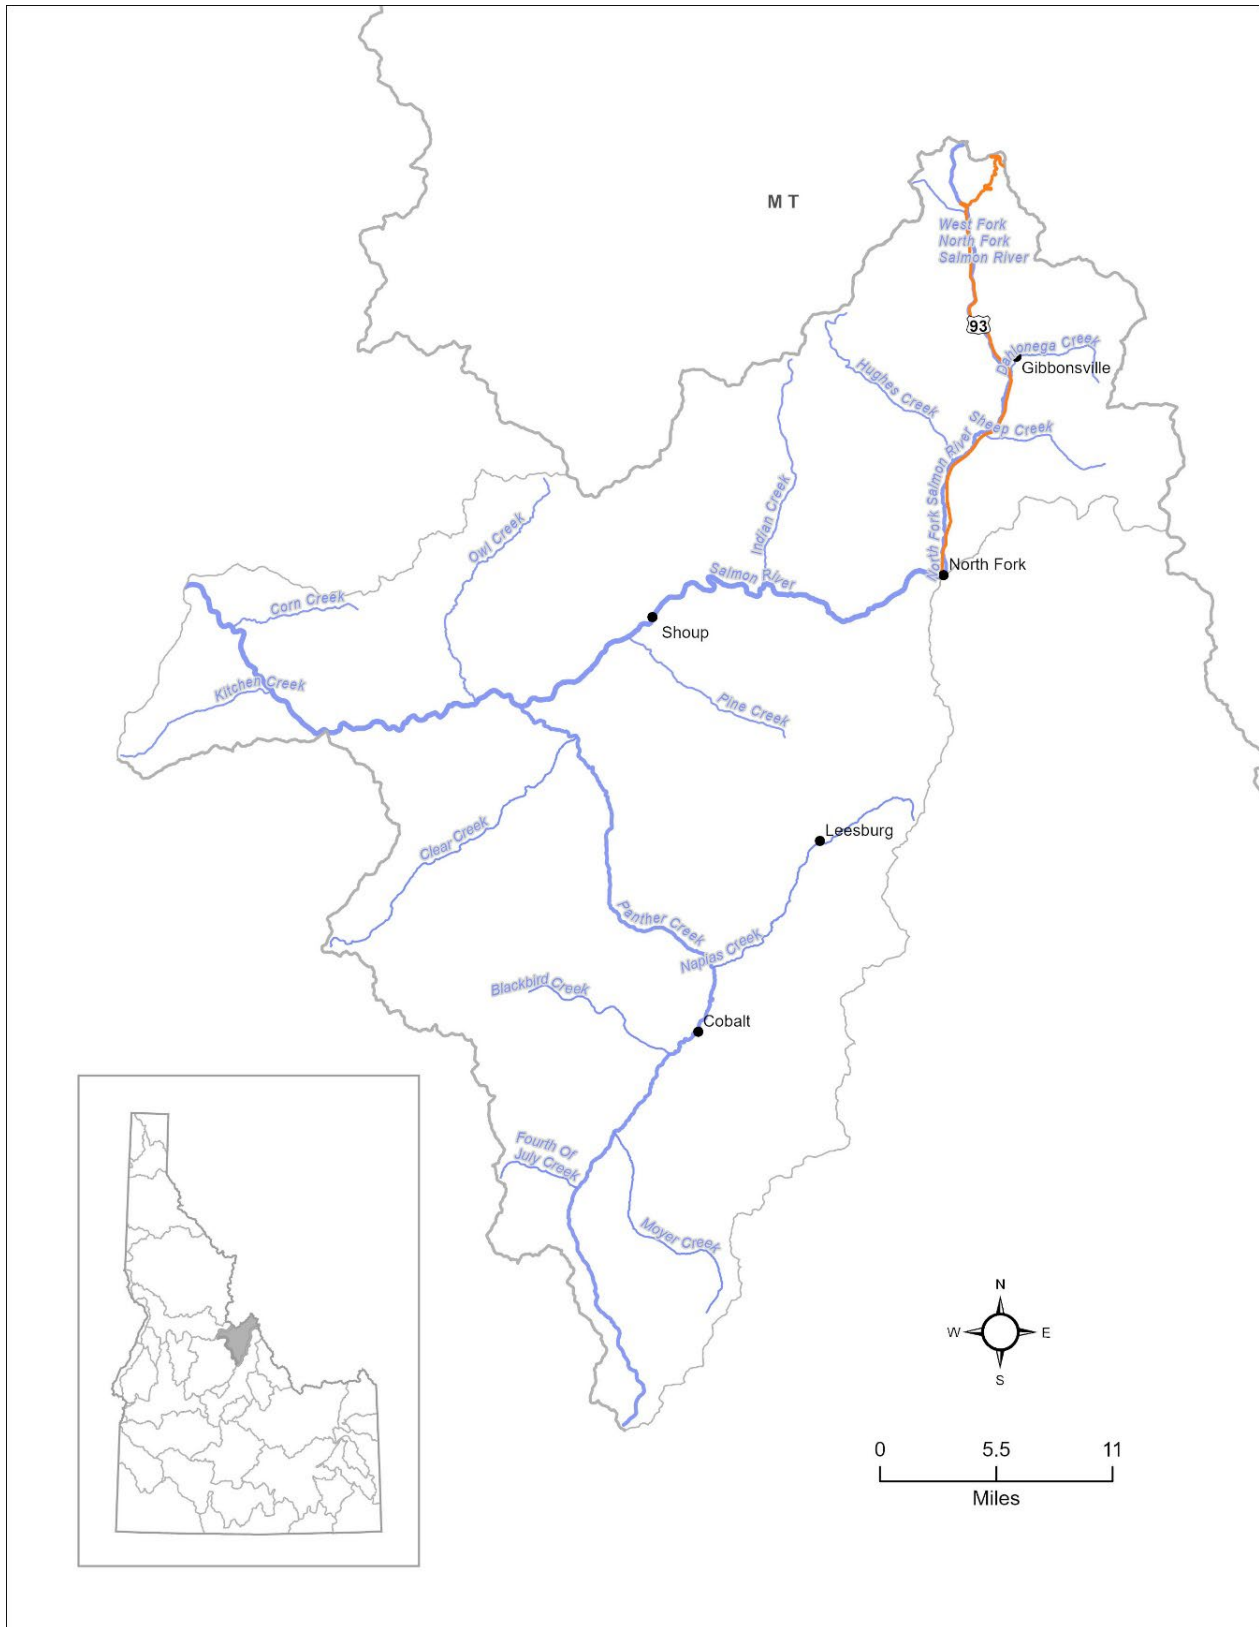 M T
West Fork
North Fork
Salmon River
93
Dahlonega Creek
Gibbonsville
Hughes Creek
Sheep Creek
North Fork Salmon River
Indian Creek
Owl Creek
North Fork
Salmon River
Corn Creek
Shoup
Kitchen Creek
Pine Creek
Leesburg
Clear Creek
Panther Creek
Napias Creek
Blackbird Creek
Cobalt
Fourth Of
July Creek
Moyer Creek
N
W
E
S
0
5.5
11
Miles